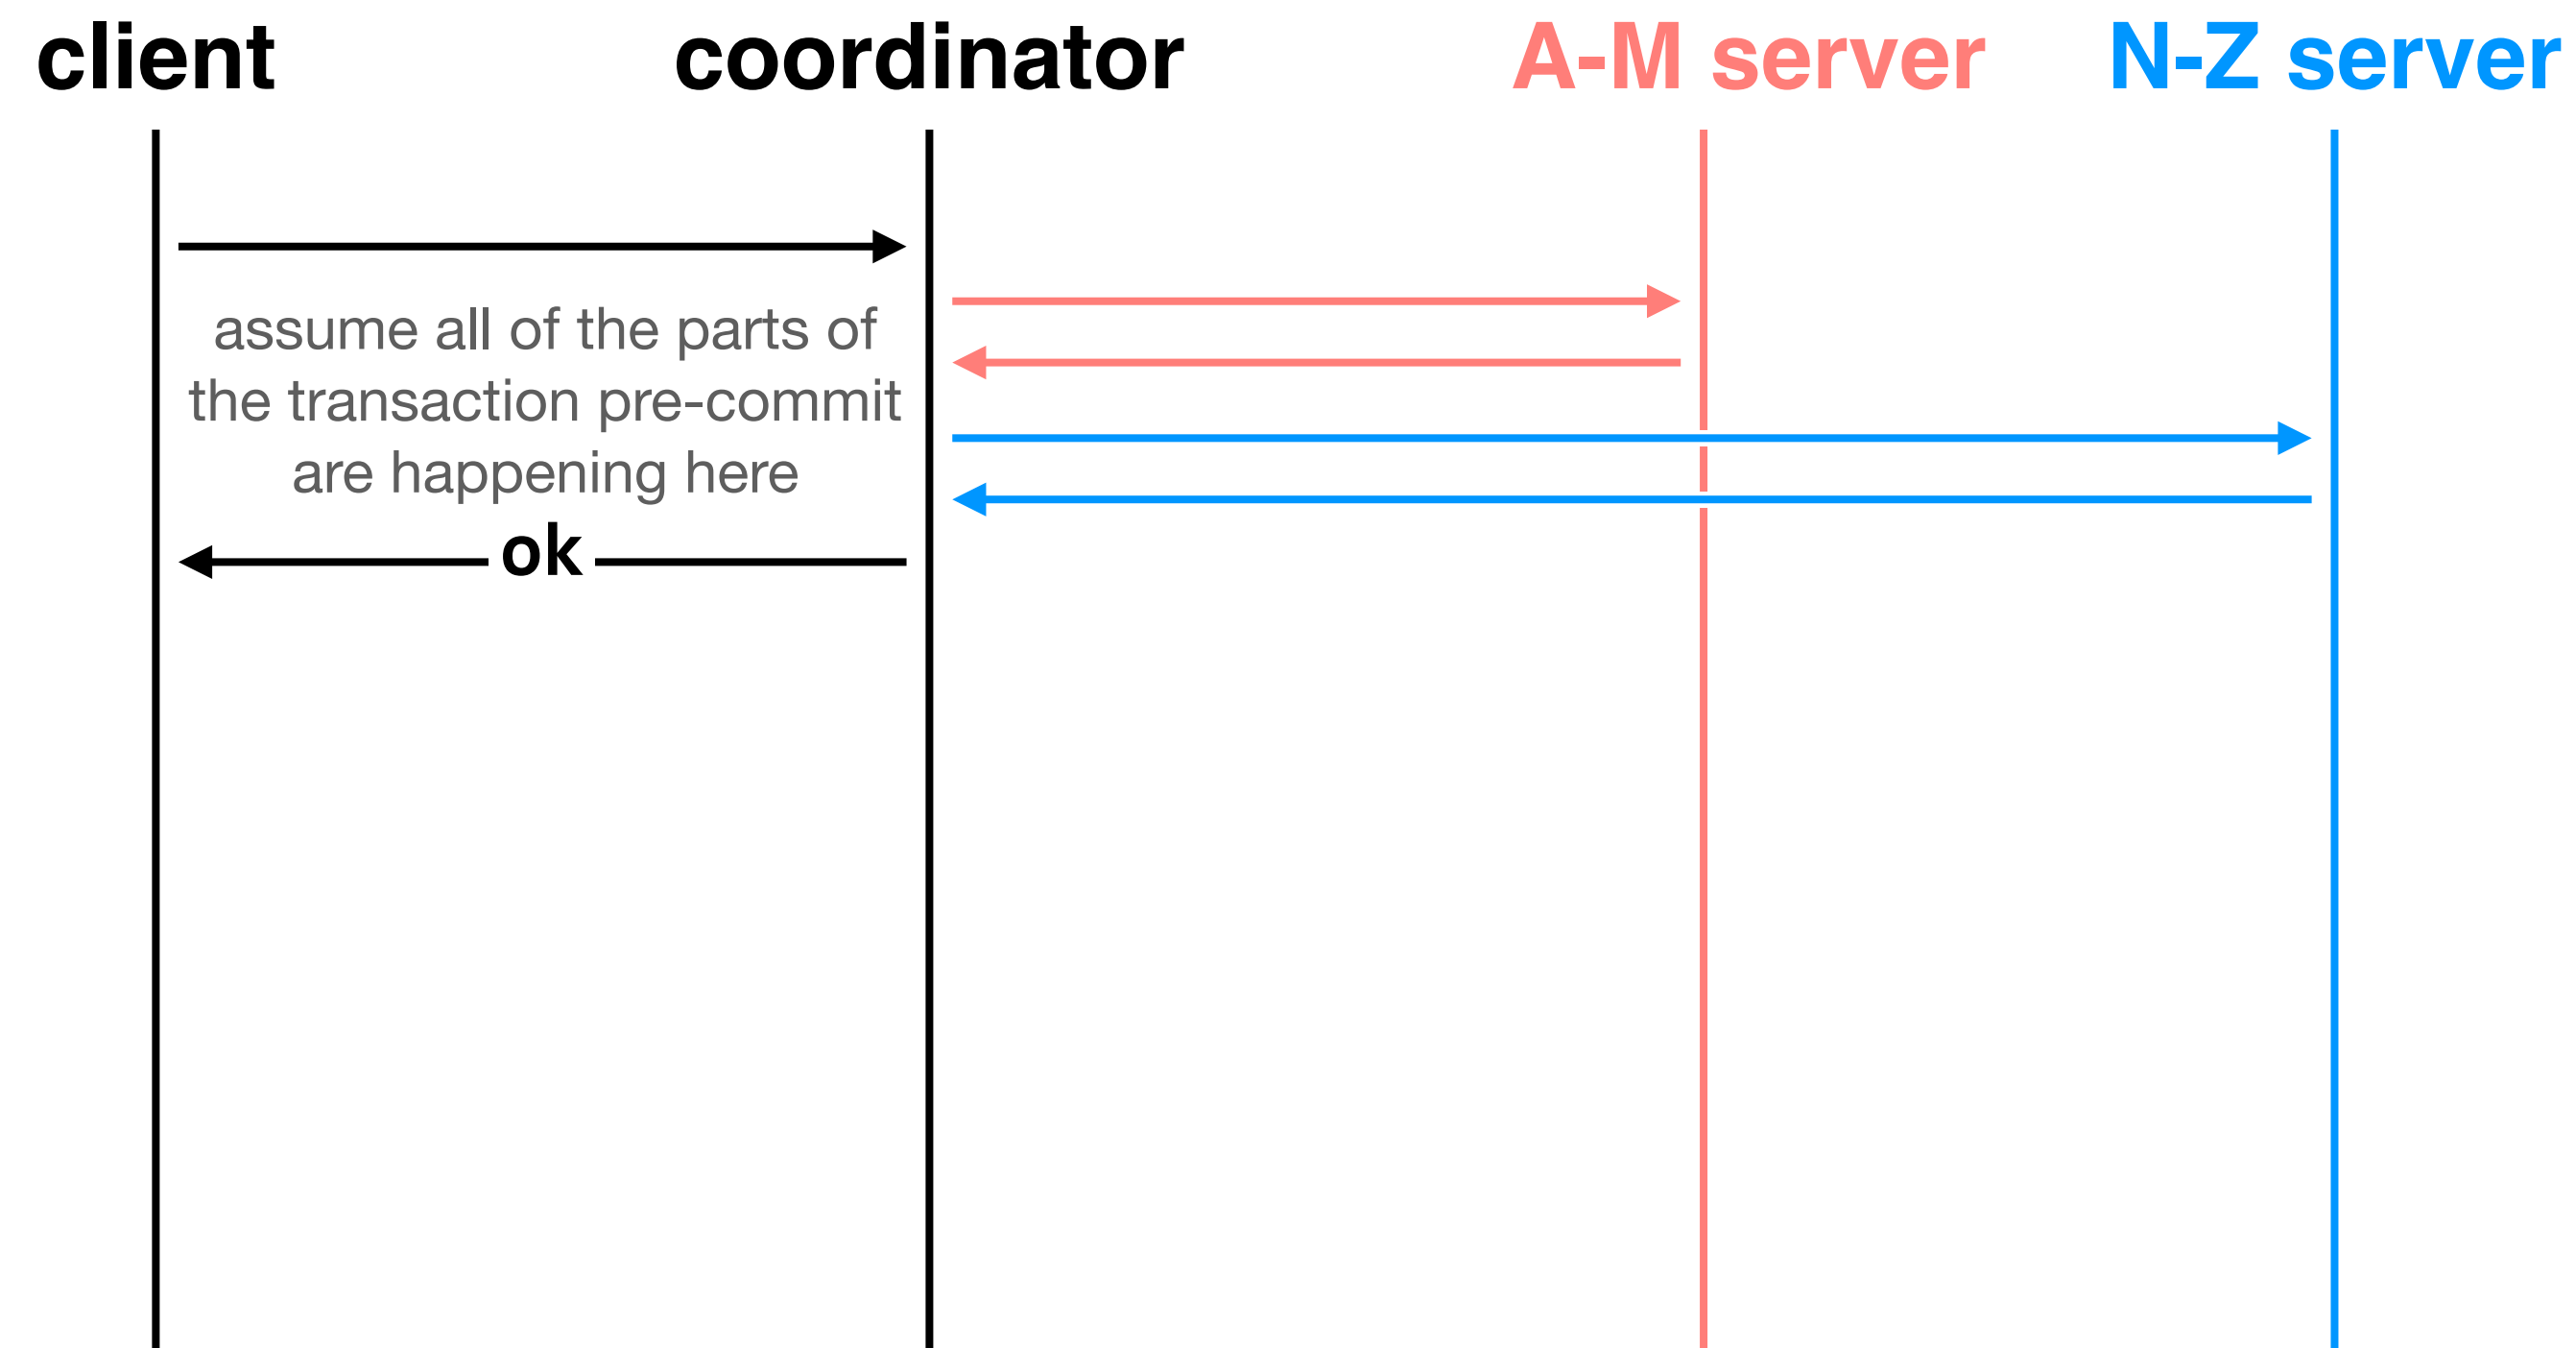 client coordinator A-M server N-Z server
assume all of the parts of
the transaction pre-commit
are happening here
ok